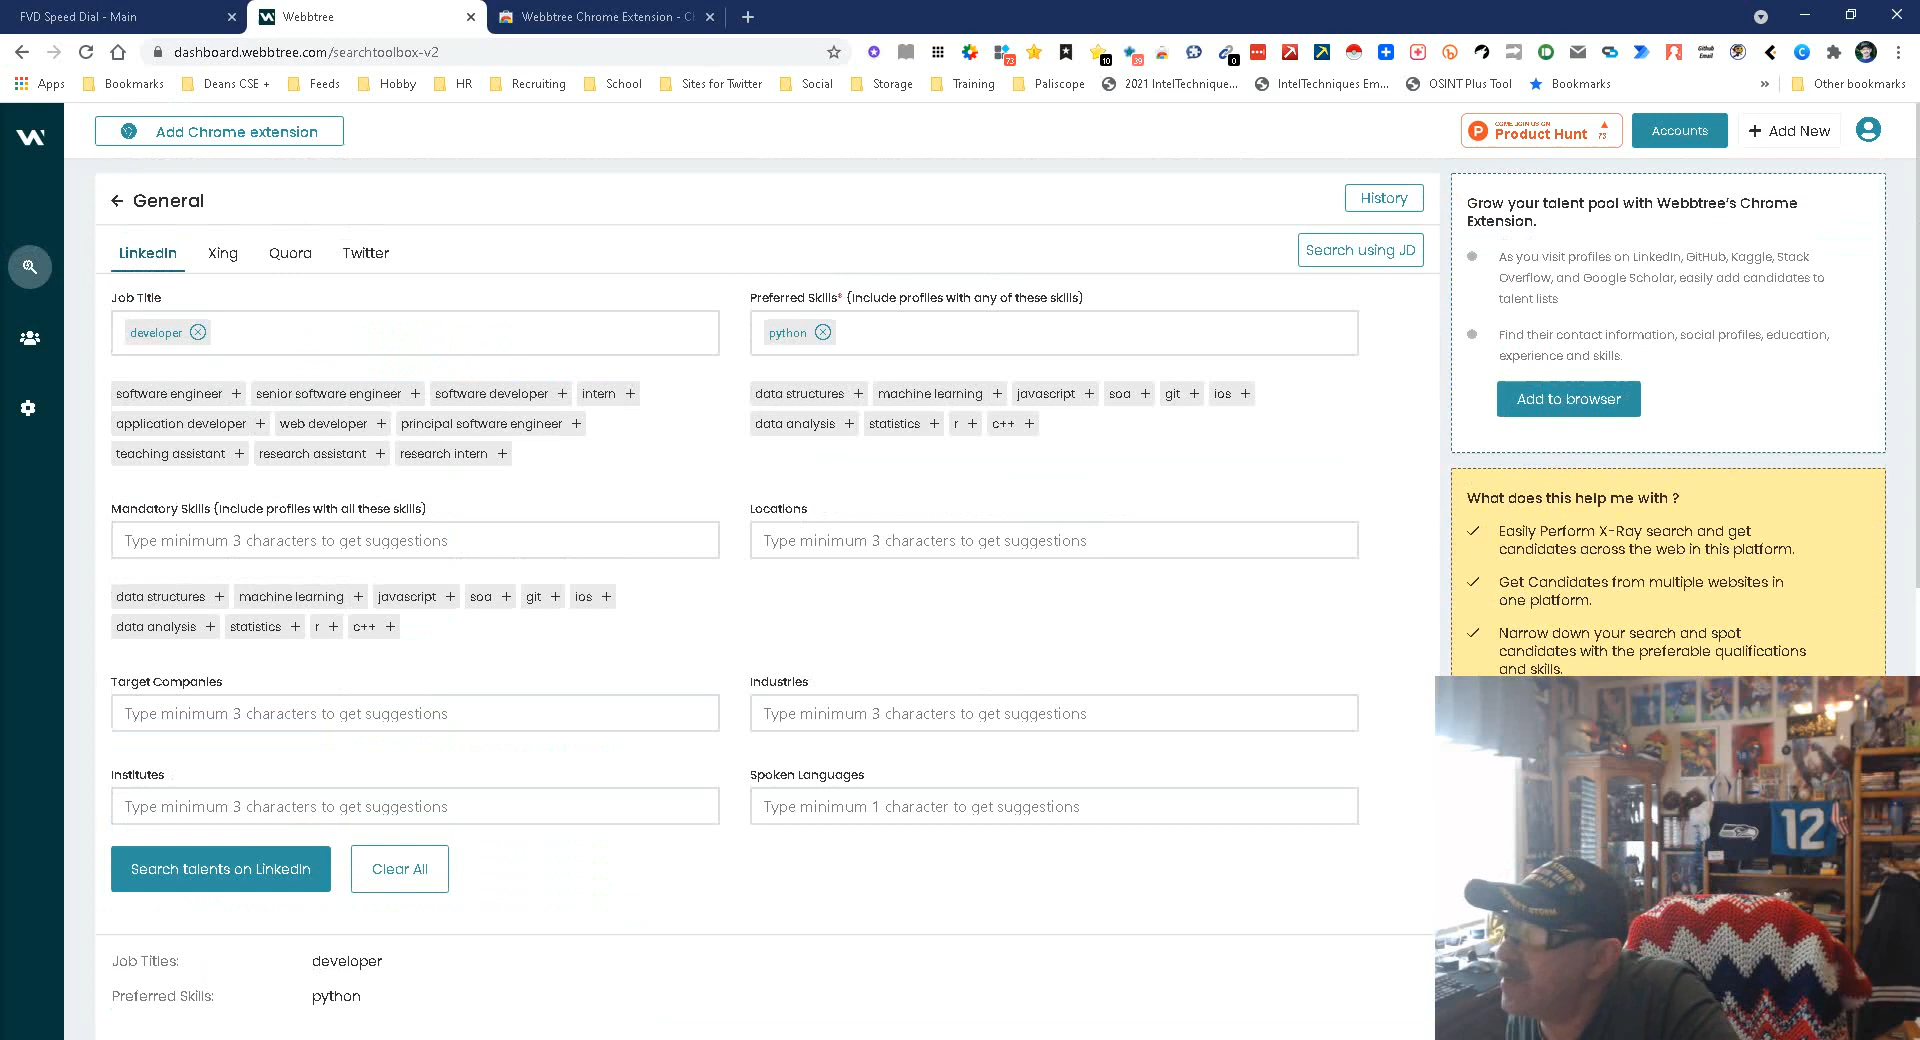 FVD Speed Dial - Main
Webbtree
Webbtree Chrome Extension - C
dashboard.webbtree.com/searchtoolbox-v2
Apps
Bookmarks
Deans CSE +
Feeds
Hobby
HR
Recruiting
School
Sites for Twitter
Social
Storage
Training
Paliscope
2021 IntelTechnique...
IntelTechniques Em...
OSINT Plus Tool
Bookmarks
»
Other bookmarks
Add Chrome extension
COME JOIN US ON
Product Hunt
73
Accounts
+ Add New
General
History
LinkedIn
Xing
Quora
Twitter
Search using JD
Job Title
developer
software engineer +
senior software engineer +
software developer +
intern +
application developer +
web developer +
principal software engineer +
teaching assistant +
research assistant +
research intern +
Preferred Skills* (Include profiles with any of these skills)
python
data structures +
machine learning +
javascript +
soa +
git +
ios +
data analysis +
statistics +
r +
c++ +
Mandatory Skills (Include profiles with all these skills)
Type minimum 3 characters to get suggestions
data structures +
machine learning +
javascript +
soa +
git +
ios +
data analysis +
statistics +
r +
c++ +
Locations
Type minimum 3 characters to get suggestions
Target Companies
Type minimum 3 characters to get suggestions
Industries
Type minimum 3 characters to get suggestions
Institutes
Type minimum 3 characters to get suggestions
Spoken Languages
Type minimum 1 character to get suggestions
Search talents on LinkedIn
Clear All
Job Titles:
developer
Preferred Skills:
python
Grow your talent pool with Webbtree's Chrome
Extension.
As you visit profiles on LinkedIn, GitHub, Kaggle, Stack
Overflow, and Google Scholar, easily add candidates to
talent lists
Find their contact information, social profiles, education,
experience and skills.
Add to browser
What does this help me with ?
Easily Perform X-Ray search and get
candidates across the web in this platform.
Get Candidates from multiple websites in
one platform.
Narrow down your search and spot
candidates with the preferable qualifications
and skills.
12